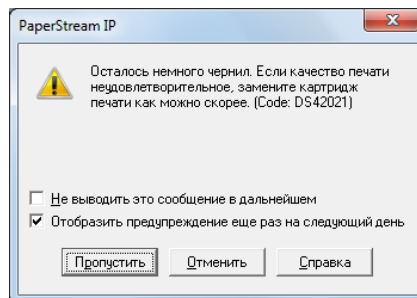 PaperStream IP
Осталось немного чернил. Если качество печати
неудовлетворительное, замените картридж
печати как можно скорее. (Code: DS42021)
Не выводить это сообщение в дальнейшем
Отобразить предупреждение еще раз на следующий день
Пропустить Отменить Справка